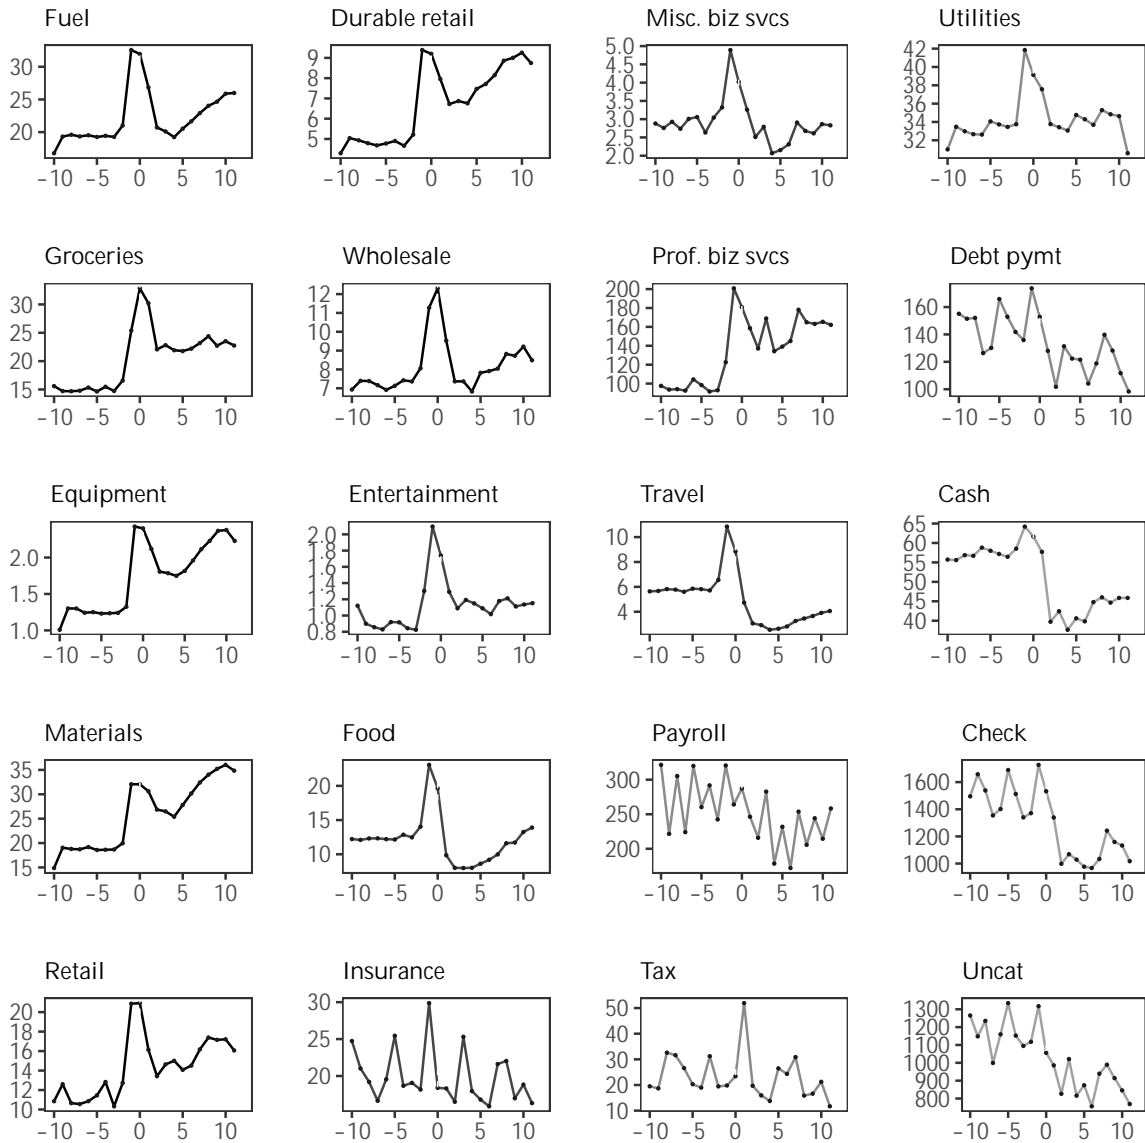 Fuel
30
25
20
−10 −5 0 5 10
Durable retail
9
8
7
6
5
−10 −5 0 5 10
Misc. biz svcs
5.0
4.5
4.0
3.5
3.0
2.5
2.0
−10 −5 0 5 10
Utilities
42
40
38
36
34
32
−10 −5 0 5 10
Groceries
30
25
20
15
−10 −5 0 5 10
Wholesale
12
11
10
9
8
7
−10 −5 0 5 10
Prof. biz svcs
200
180
160
140
120
100
−10 −5 0 5 10
Debt pymt
160
140
120
100
−10 −5 0 5 10
Equipment
2.0
1.0
−10 −5 0 5 10
Entertainment
2.0
1.8
1.6
1.4
1.2
1.0
0.8
−10 −5 0 5 10
Travel
10
8
6
4
−10 −5 0 5 10
Cash
65
60
55
50
45
40
−10 −5 0 5 10
Materials
35
30
25
20
15
−10 −5 0 5 10
Food
20
15
10
−10 −5 0 5 10
Payroll
300
250
200
−10 −5 0 5 10
Check
1600
1400
1200
1000
−10 −5 0 5 10
Retail
20
18
16
14
12
10
−10 −5 0 5 10
Insurance
30
25
20
−10 −5 0 5 10
Tax
50
40
30
20
10
−10 −5 0 5 10
Uncat
1300
1200
1100
1000
900
800
−10 −5 0 5 10